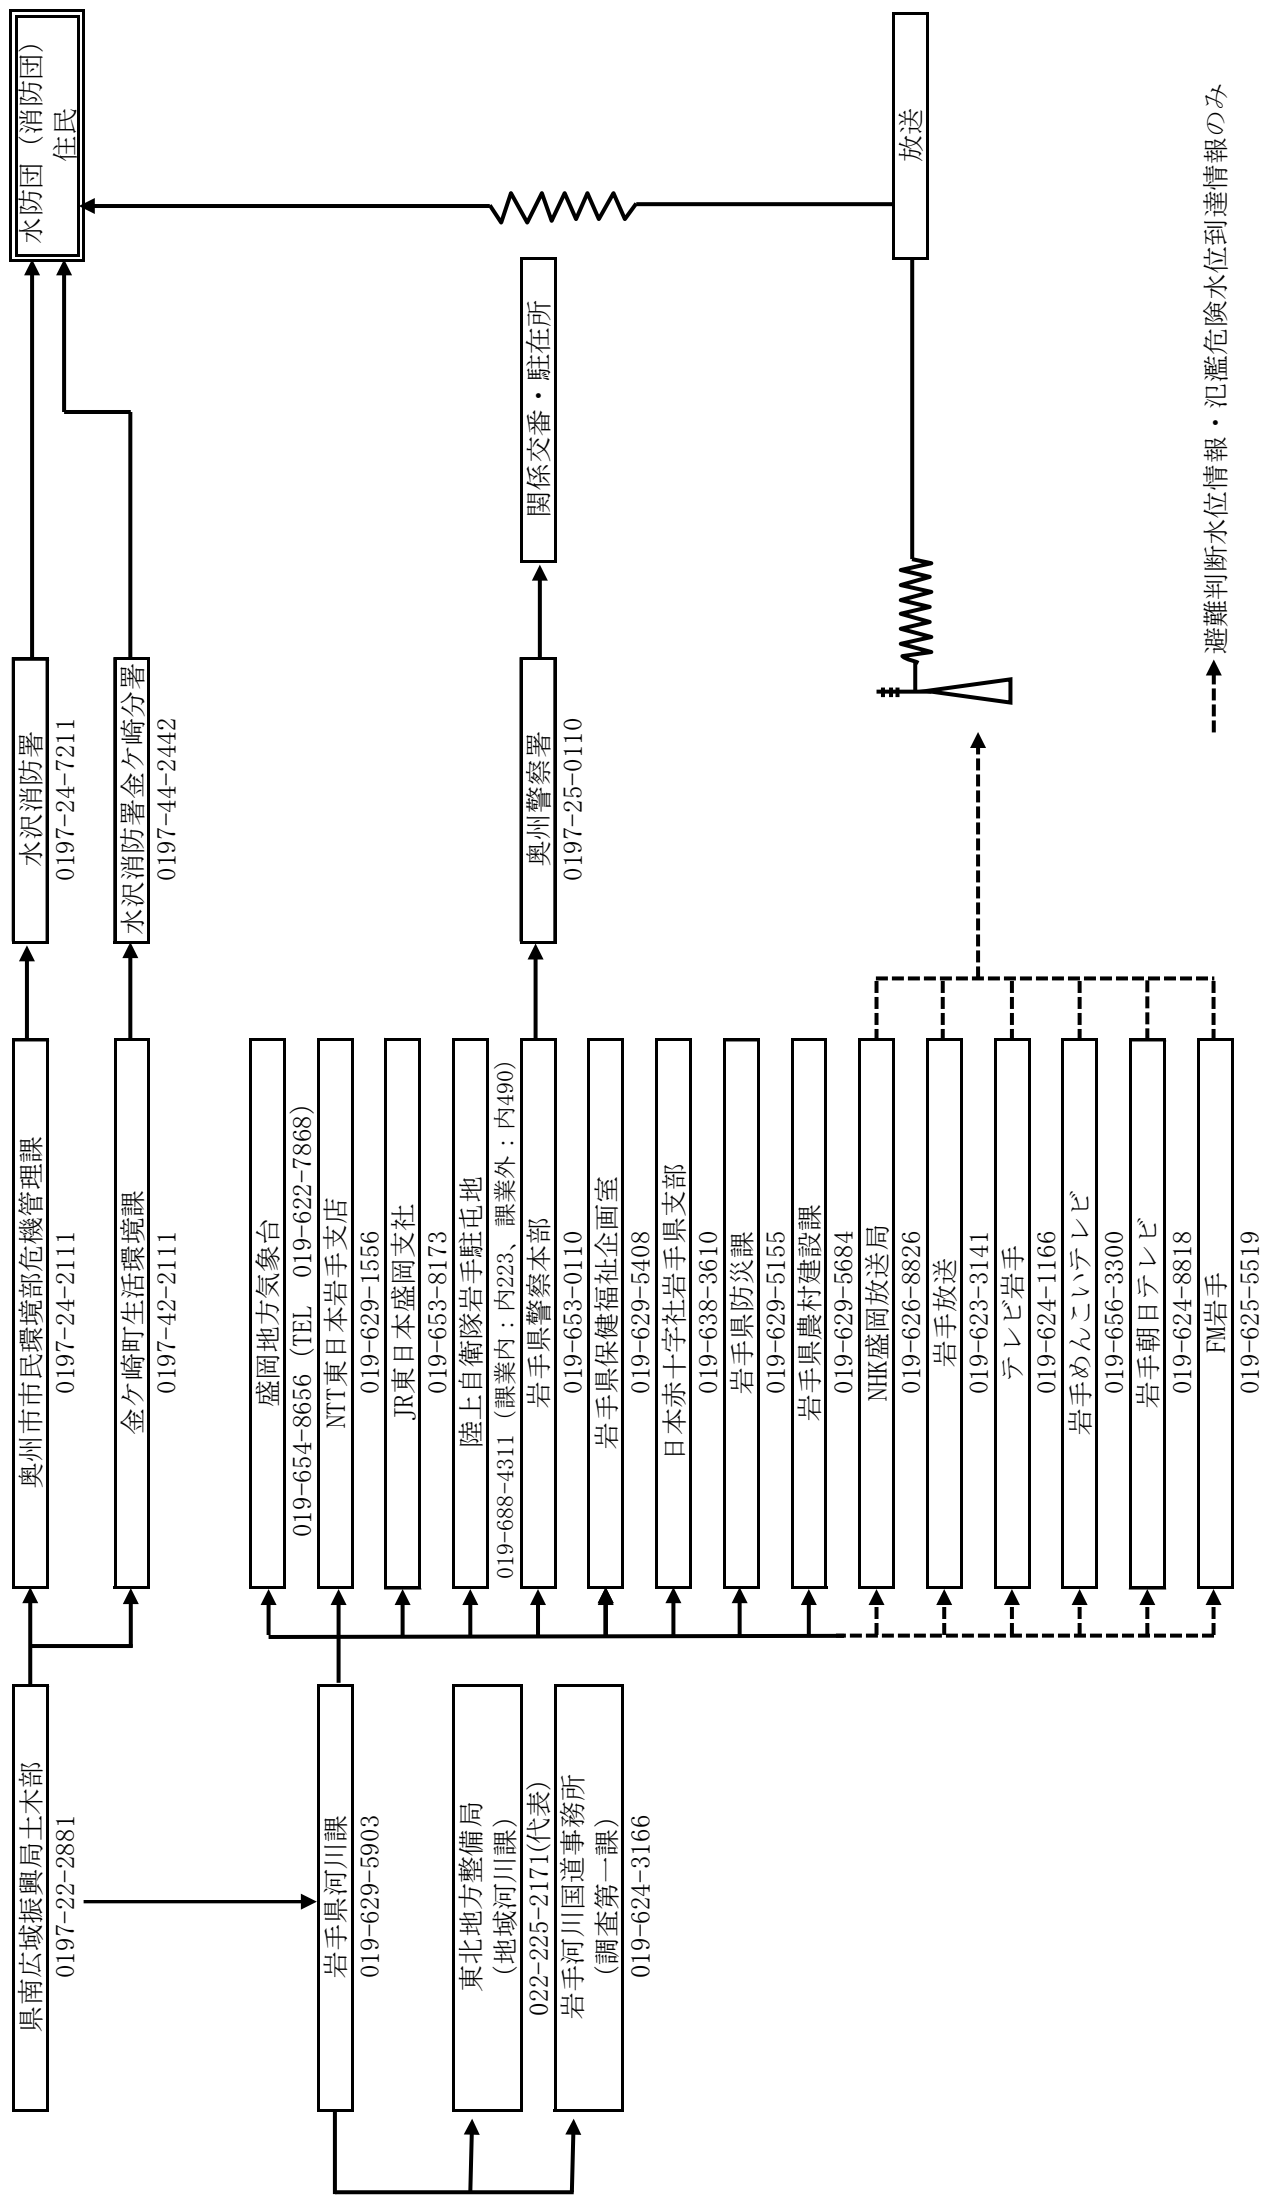 県南広域振興局土木部
0197-22-2881
岩手県河川課
019-629-5903
東北地方整備局
(地域河川課)
022-225-2171(代表)
岩手河川国道事務所
(調査第一課)
019-624-3166
奥州市市民環境部危機管理課
0197-24-2111
金ケ崎町生活環境課
0197-42-2111
盛岡地方気象台
019-654-8656（TEL　019-622-7868）
NTT東日本岩手支店
019-629-1556
JR東日本盛岡支社
019-653-8173
陸上自衛隊岩手駐屯地
019-688-4311（課業内：内223、課業外：内490）
岩手県警察本部
019-653-0110
岩手県保健福祉企画室
019-629-5408
日本赤十字社岩手県支部
019-638-3610
岩手県防災課
019-629-5155
岩手県農村建設課
019-629-5684
NHK盛岡放送局
019-626-8826
岩手放送
019-623-3141
テレビ岩手
019-624-1166
岩手めんこいテレビ
019-656-3300
岩手朝日テレビ
019-624-8818
FM岩手
019-625-5519
水沢消防署
0197-24-7211
水沢消防署金ケ崎分署
0197-44-2442
奥州警察署
0197-25-0110
関係交番・駐在所
水防団（消防団）
住民
放送
避難判断水位情報・氾濫危険水位到達情報のみ